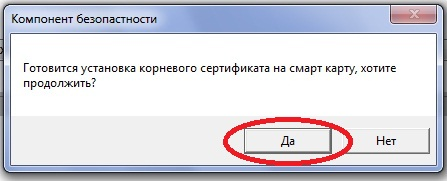 Компонент безопастности
Готовится установка корневого сертификата на смарт карту, хотите
продолжить?
Да
Нет